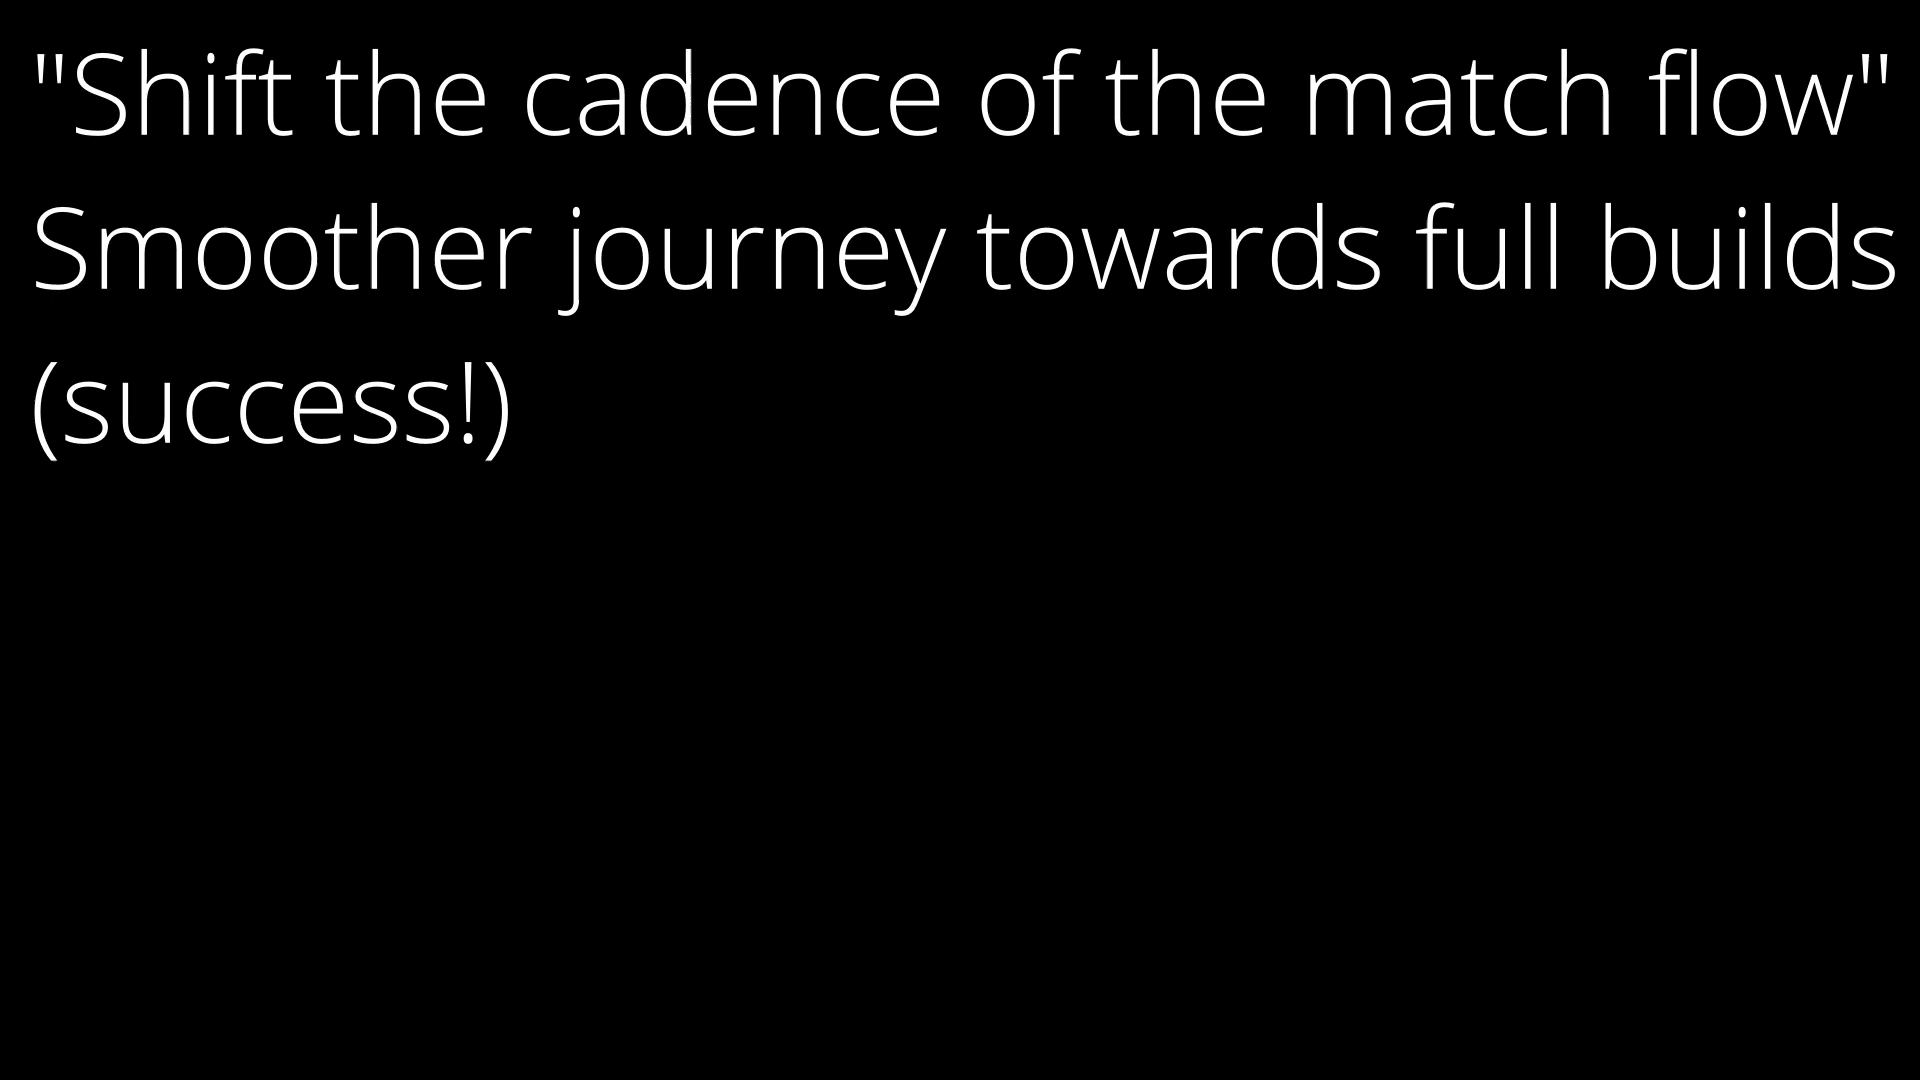 "Shift the cadence of the match flow"
Smoother journey towards full builds
(success!)